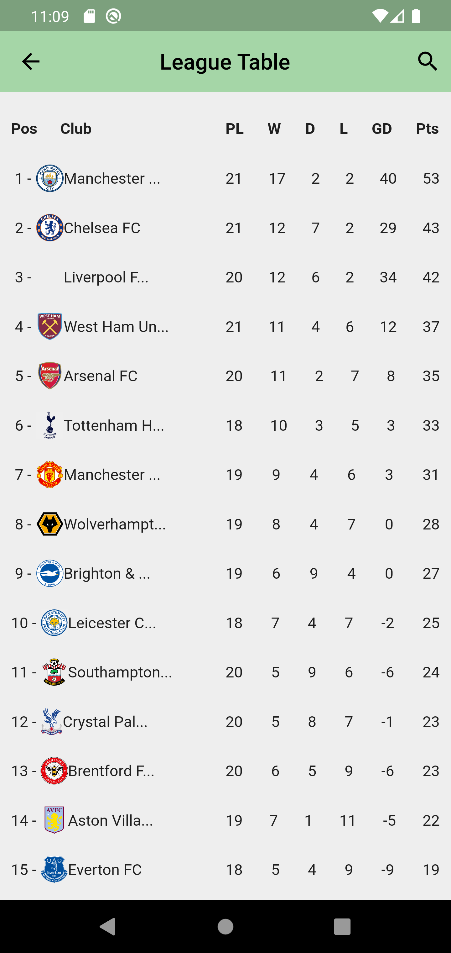 11:09
League Table
Pos Club PL W D L GD Pts
1 - Manchester ... 21 17 2 2 40 53
2 - Chelsea FC 21 12 7 2 29 43
3 - Liverpool F... 20 12 6 2 34 42
4 - West Ham Un... 21 11 4 6 12 37
5 - Arsenal FC 20 11 2 7 8 35
6 - Tottenham H... 18 10 3 5 3 33
7 - Manchester ... 19 9 4 6 3 31
8 - Wolverhampt... 19 8 4 7 0 28
9 - Brighton & ... 19 6 9 4 0 27
10 - Leicester C... 18 7 4 7 -2 25
11 - Southampton... 20 5 9 6 -6 24
12 - Crystal Pal... 20 5 8 7 -1 23
13 - Brentford F... 20 6 5 9 -6 23
14 - Aston Villa... 19 7 1 11 -5 22
15 - Everton FC 18 5 4 9 -9 19